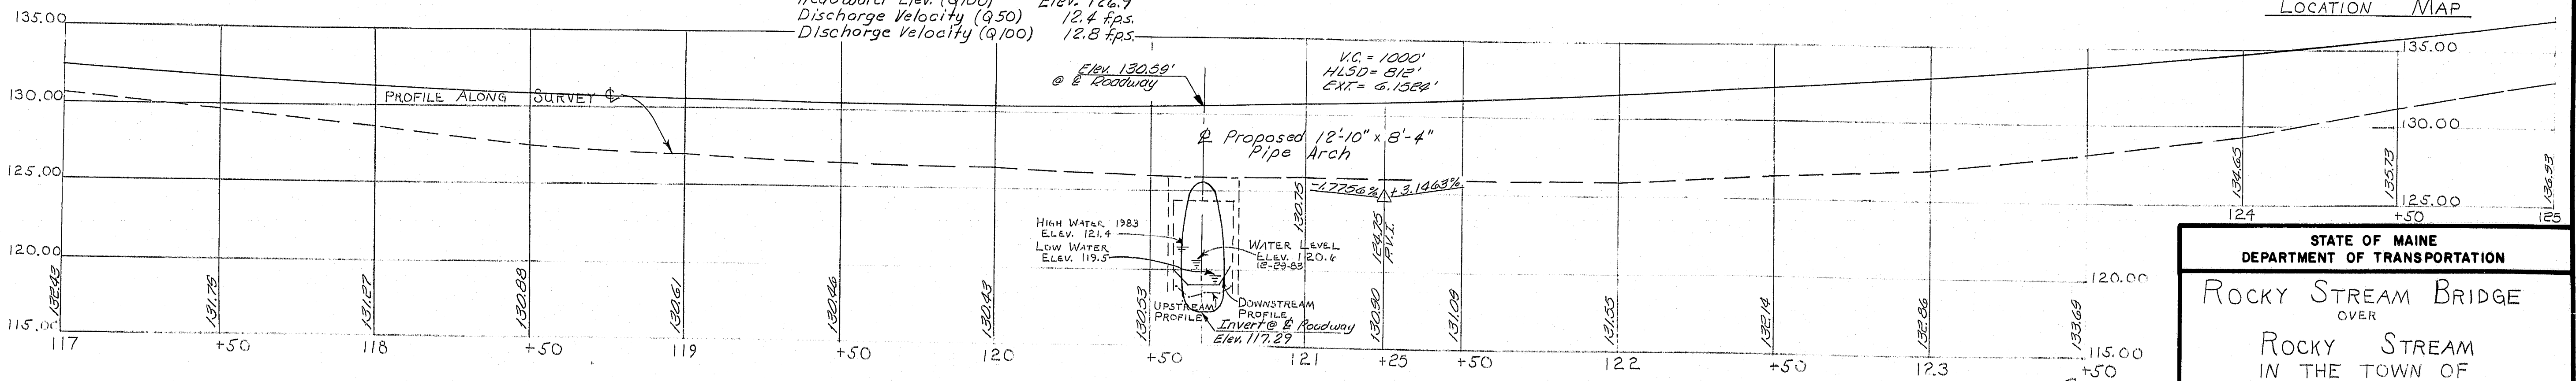 Headwater Elev. (Q100) Elev. 126.9
Discharge Velocity (Q50) 12.4 f.p.s.
Discharge Velocity (Q100) 12.8 f.p.s.
LOCATION MAP
135.00
135.00
Elev. 130.59'
@ ℄ Roadway
V.C. = 1000'
HLSD = 812'
EXT. = 6.1524'
130.00
PROFILE ALONG SURVEY ℄
130.00
℄ Proposed 12'-10" x 8'-4"
Pipe Arch
125.00
-1.7756% +3.1463%
125.00
124 +50 125
134.65 135.73 136.93
HIGH WATER 1983
ELEV. 121.4
LOW WATER
ELEV. 119.5
WATER LEVEL
ELEV. 120.4
12-29-83
120.00
120.00
124.75
P.V.I.
UPSTREAM
PROFILE
DOWNSTREAM
PROFILE
Invert @ ℄ Roadway
Elev. 117.29
132.43 131.78 131.27 130.88 130.61 130.46 130.43 130.53 130.75 130.90 131.09 131.55 132.14 132.86 133.69
115.00
115.00
117 +50 118 +50 119 +50 120 +50 121 +25 +50 122 +50 123 +50
STATE OF MAINE
DEPARTMENT OF TRANSPORTATION
ROCKY STREAM BRIDGE
OVER
ROCKY STREAM
IN THE TOWN OF